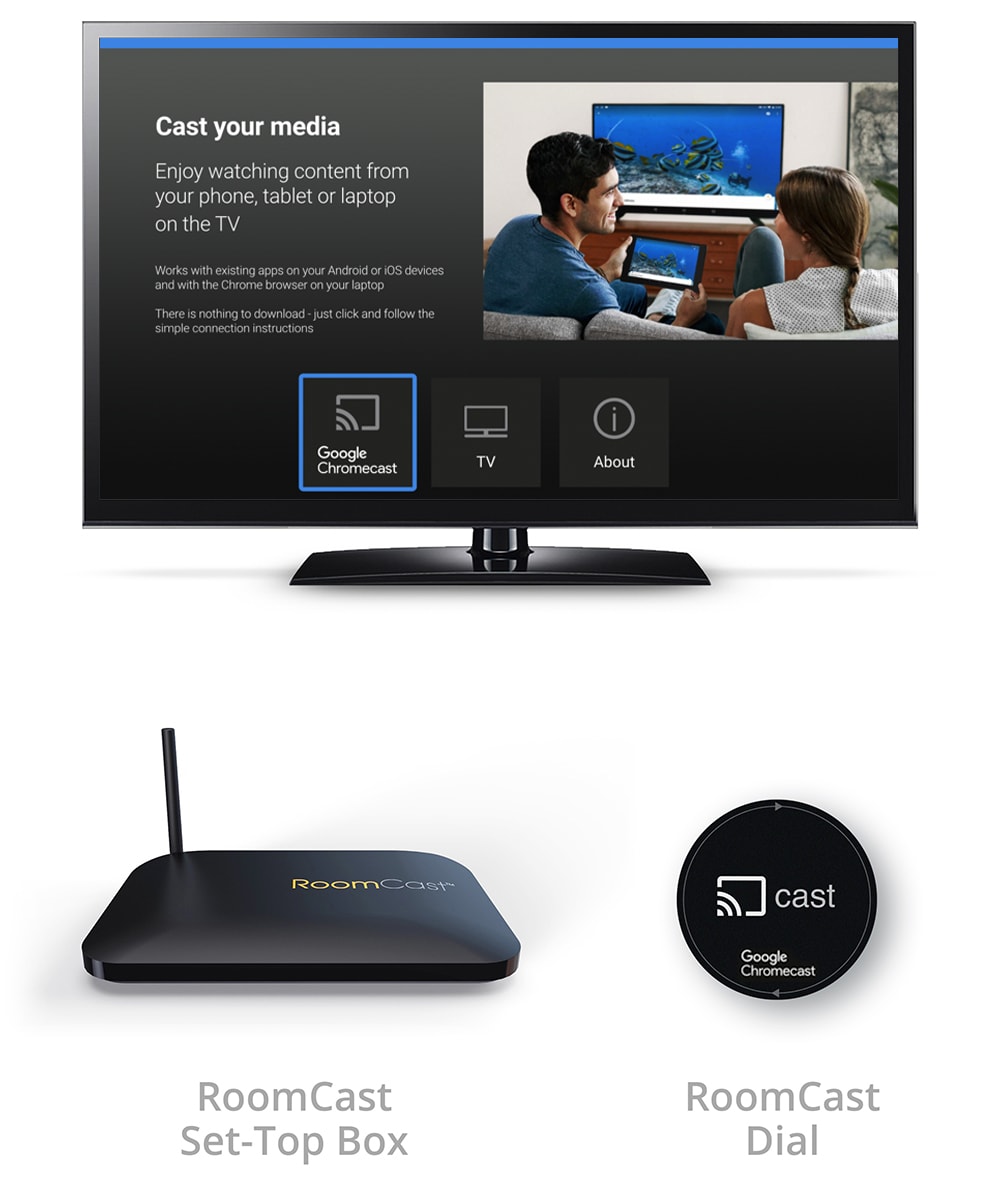 Cast your media
Enjoy watching content from
your phone, tablet or laptop
on the TV
Works with existing apps on your Android or iOS devices
and with the Chrome browser on your laptop
There is nothing to download - just click and follow the
simple connection instructions
Google
Chromecast
TV
About
RoomCast™
cast
Google
Chromecast
RoomCast
Set-Top Box
RoomCast
Dial